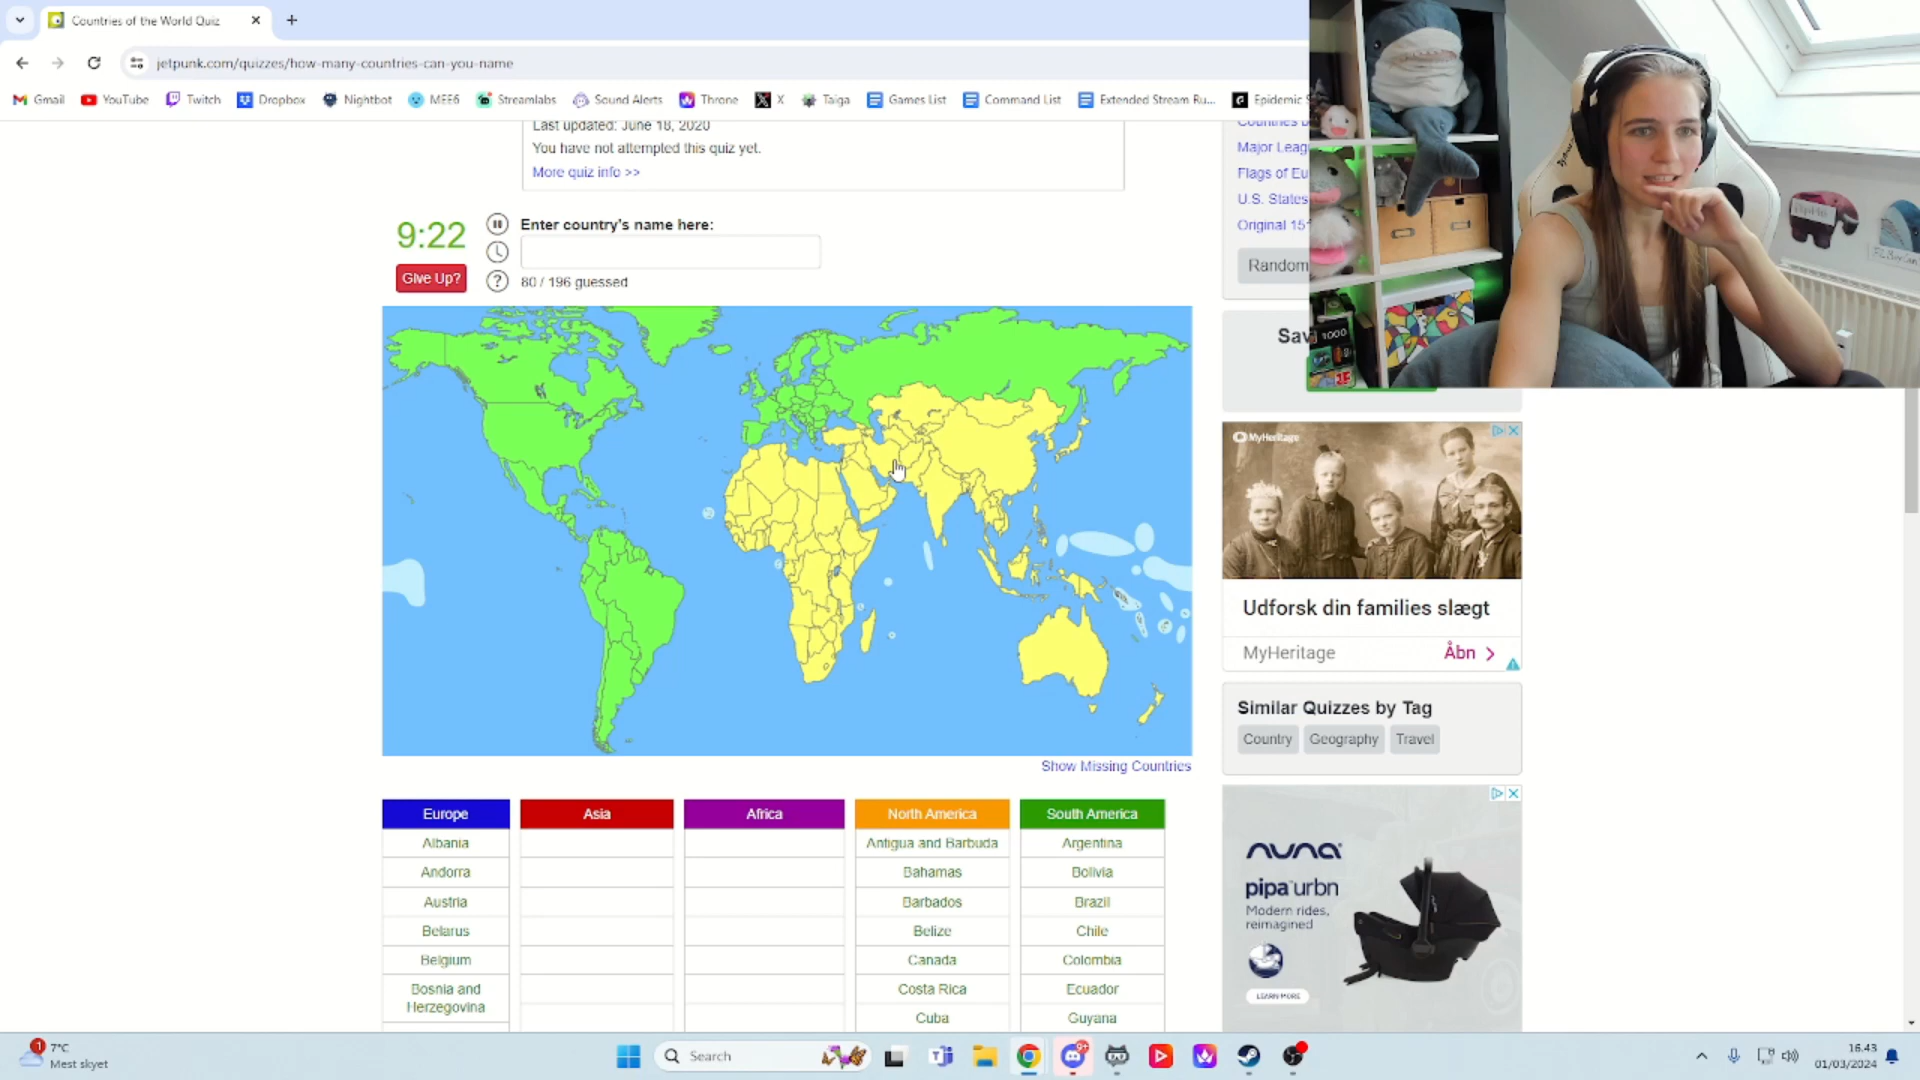 Countries of the World Quiz
jetpunk.com/quizzes/how-many-countries-can-you-name
Gmail
YouTube
Twitch
Dropbox
Nightbot
MEE6
Streamlabs
Sound Alerts
Throne
X
Taiga
Games List
Command List
Extended Stream Ru...
Epidemic S
Last updated: June 18, 2020
You have not attempted this quiz yet.
More quiz info >>
Major Leag
Flags of Eu
U.S. States
Original 15
Random
9:22
Give Up?
Enter country's name here:
80 / 196 guessed
Sav
1000
Show Missing Countries
MyHeritage
Udforsk din families slægt
MyHeritage
Åbn
Similar Quizzes by Tag
Country
Geography
Travel
nuna
pipa urbn
Modern rides,
reimagined
LEARN MORE
Europe
Asia
Africa
North America
South America
Albania
Antigua and Barbuda
Argentina
Andorra
Bahamas
Bolivia
Austria
Barbados
Brazil
Belarus
Belize
Chile
Belgium
Canada
Colombia
Bosnia and
Herzegovina
Costa Rica
Ecuador
Cuba
Guyana
1
7°C
Mest skyet
Search
9+
16.43
01/03/2024